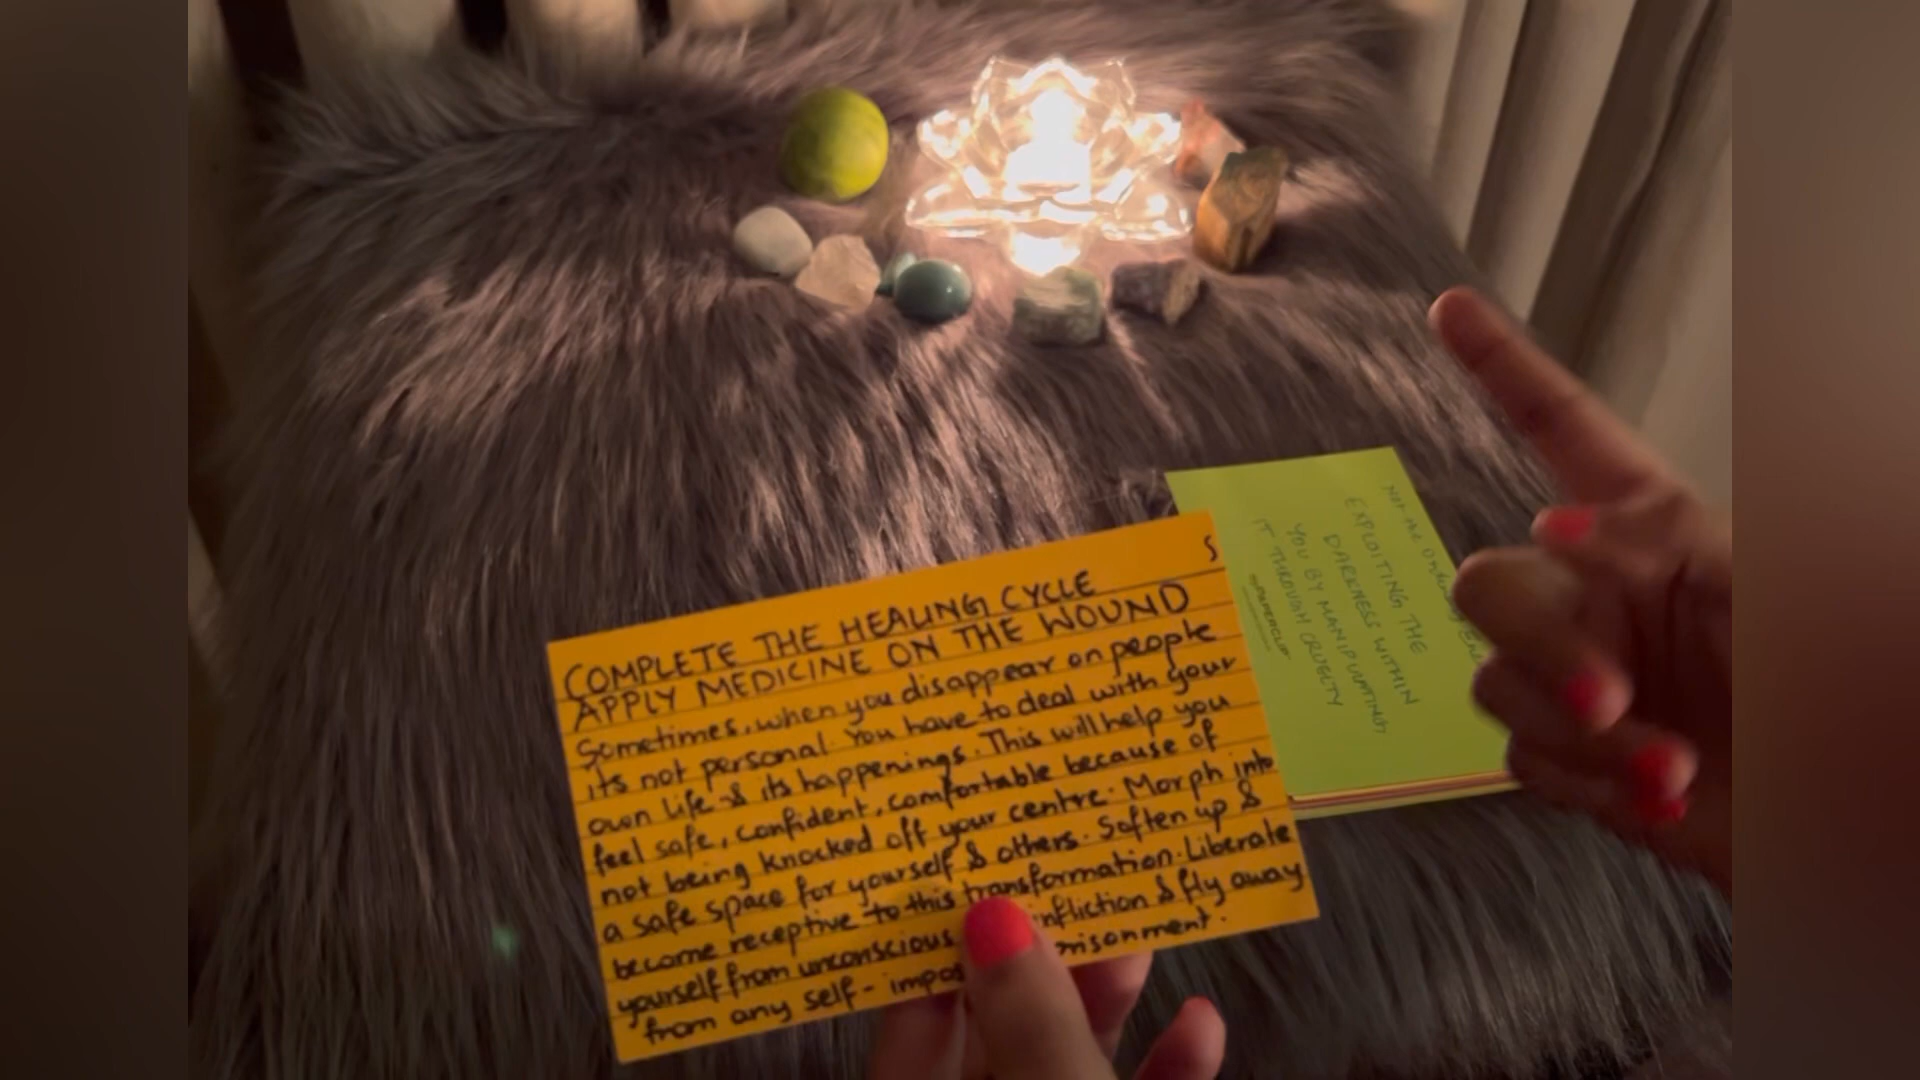 S
COMPLETE THE HEALING CYCLE
APPLY MEDICINE ON THE WOUND
Sometimes, when you disappear on people
its not personal. You have to deal with your
own life & its happenings. This will help you
feel safe, confident, comfortable because of
not being knocked off your centre. Morph into
a safe space for yourself & others. Soften up &
become receptive to this transformation. Liberate
yourself from unconscious infliction & fly away
from any self-impos risonment.
EXPLOITING THE
DARKNESS WITHIN
YOU BY MANIPULATING
IT THROUGH CRUELTY